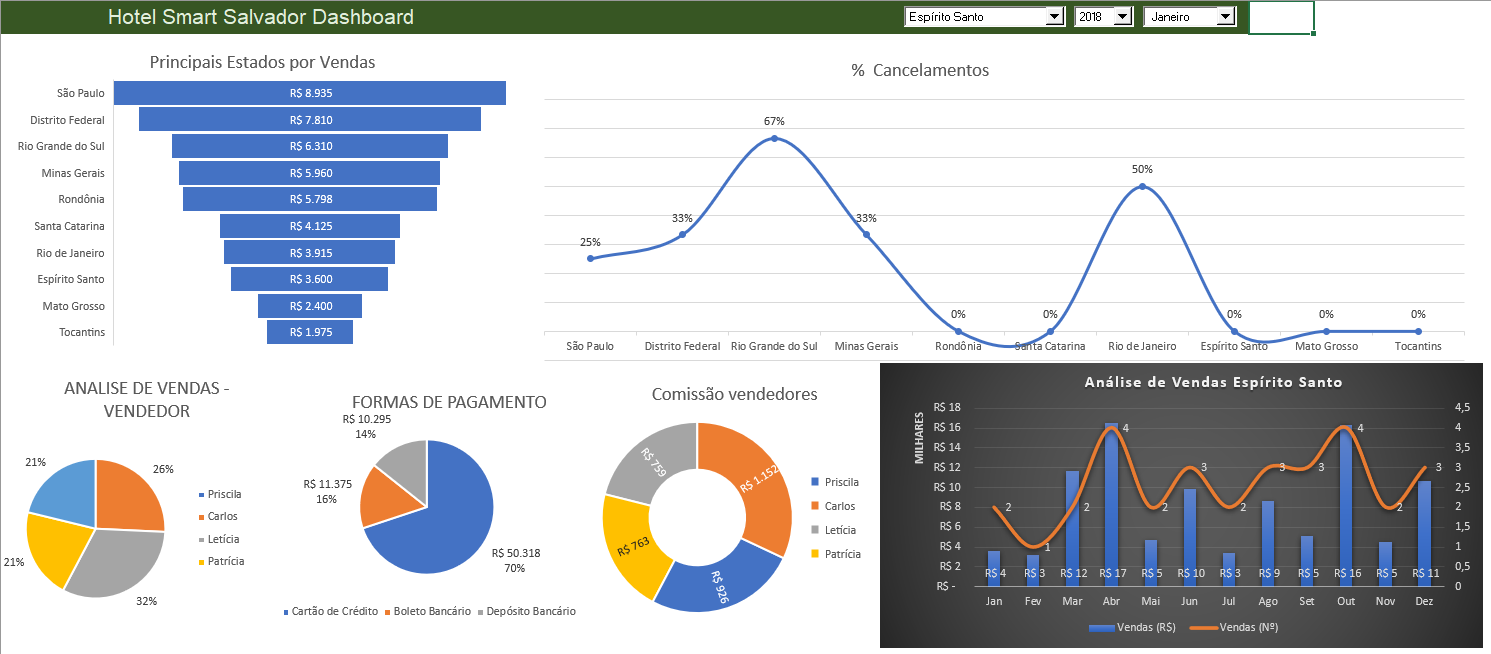 Hotel Smart Salvador Dashboard
Espírito Santo
2018
Janeiro
Principais Estados por Vendas
São Paulo R$ 8.935
Distrito Federal R$ 7.810
Rio Grande do Sul R$ 6.310
Minas Gerais R$ 5.960
Rondônia R$ 5.798
Santa Catarina R$ 4.125
Rio de Janeiro R$ 3.915
Espírito Santo R$ 3.600
Mato Grosso R$ 2.400
Tocantins R$ 1.975
% Cancelamentos
25% 33% 67% 33% 0% 0% 50% 0% 0% 0%
São Paulo Distrito Federal Rio Grande do Sul Minas Gerais Rondônia Santa Catarina Rio de Janeiro Espírito Santo Mato Grosso Tocantins
ANALISE DE VENDAS -
VENDEDOR
21%
26%
21%
32%
Priscila
Carlos
Letícia
Patrícia
FORMAS DE PAGAMENTO
R$ 10.295
14%
R$ 11.375
16%
R$ 50.318
70%
Cartão de Crédito Boleto Bancário Depósito Bancário
Comissão vendedores
R$ 759
R$ 1.152
R$ 763
R$ 926
Priscila
Carlos
Letícia
Patrícia
Análise de Vendas Espírito Santo
MILHARES
R$ 18
R$ 16
R$ 14
R$ 12
R$ 10
R$ 8
R$ 6
R$ 4
R$ 2
R$ -
4,5
4
3,5
3
2,5
2
1,5
1
0,5
0
2 1 2 4 2 3 2 3 3 4 2 3
R$ 4 R$ 3 R$ 12 R$ 17 R$ 5 R$ 10 R$ 3 R$ 9 R$ 5 R$ 16 R$ 5 R$ 11
Jan Fev Mar Abr Mai Jun Jul Ago Set Out Nov Dez
Vendas (R$) Vendas (Nº)